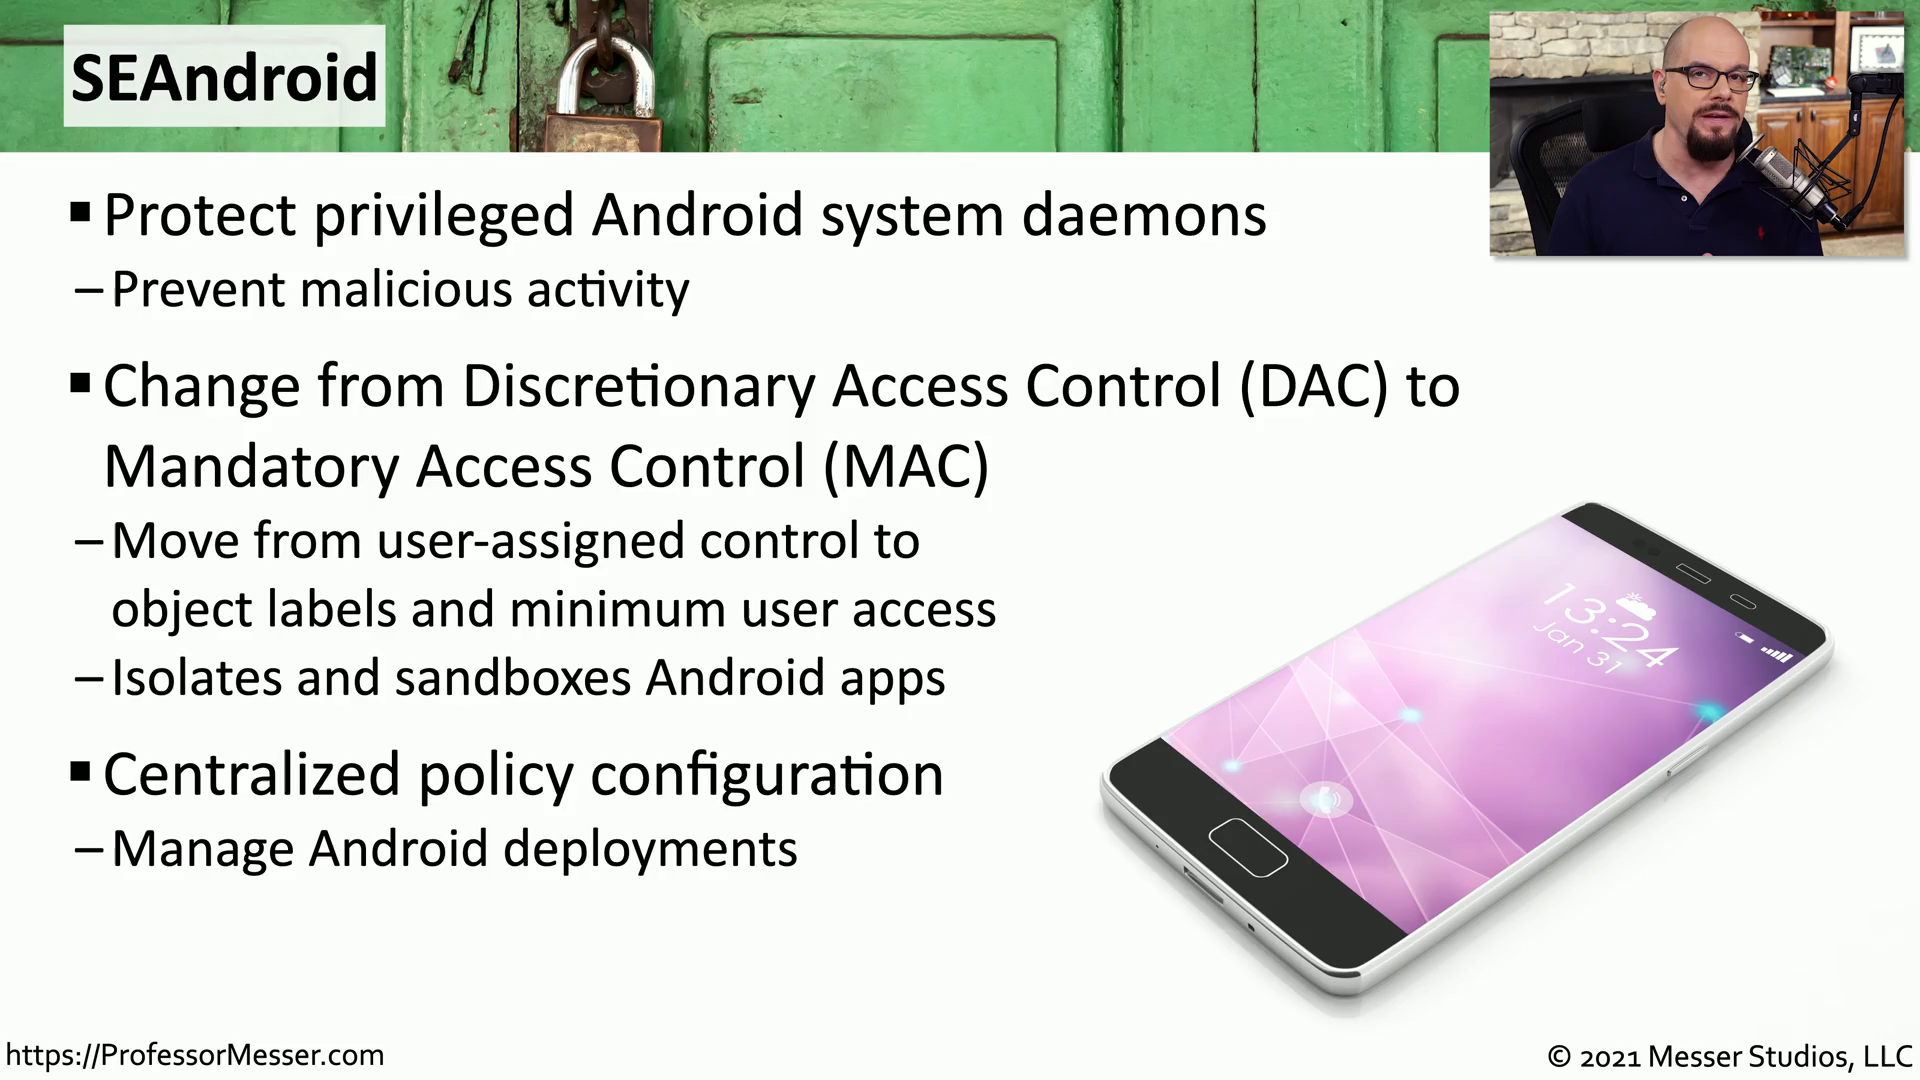 SEAndroid
▪ Protect privileged Android system daemons
– Prevent malicious activity
▪ Change from Discretionary Access Control (DAC) to
Mandatory Access Control (MAC)
– Move from user-assigned control to
object labels and minimum user access
– Isolates and sandboxes Android apps
▪ Centralized policy configuration
– Manage Android deployments
13:24
Jan 31
https://ProfessorMesser.com
© 2021 Messer Studios, LLC